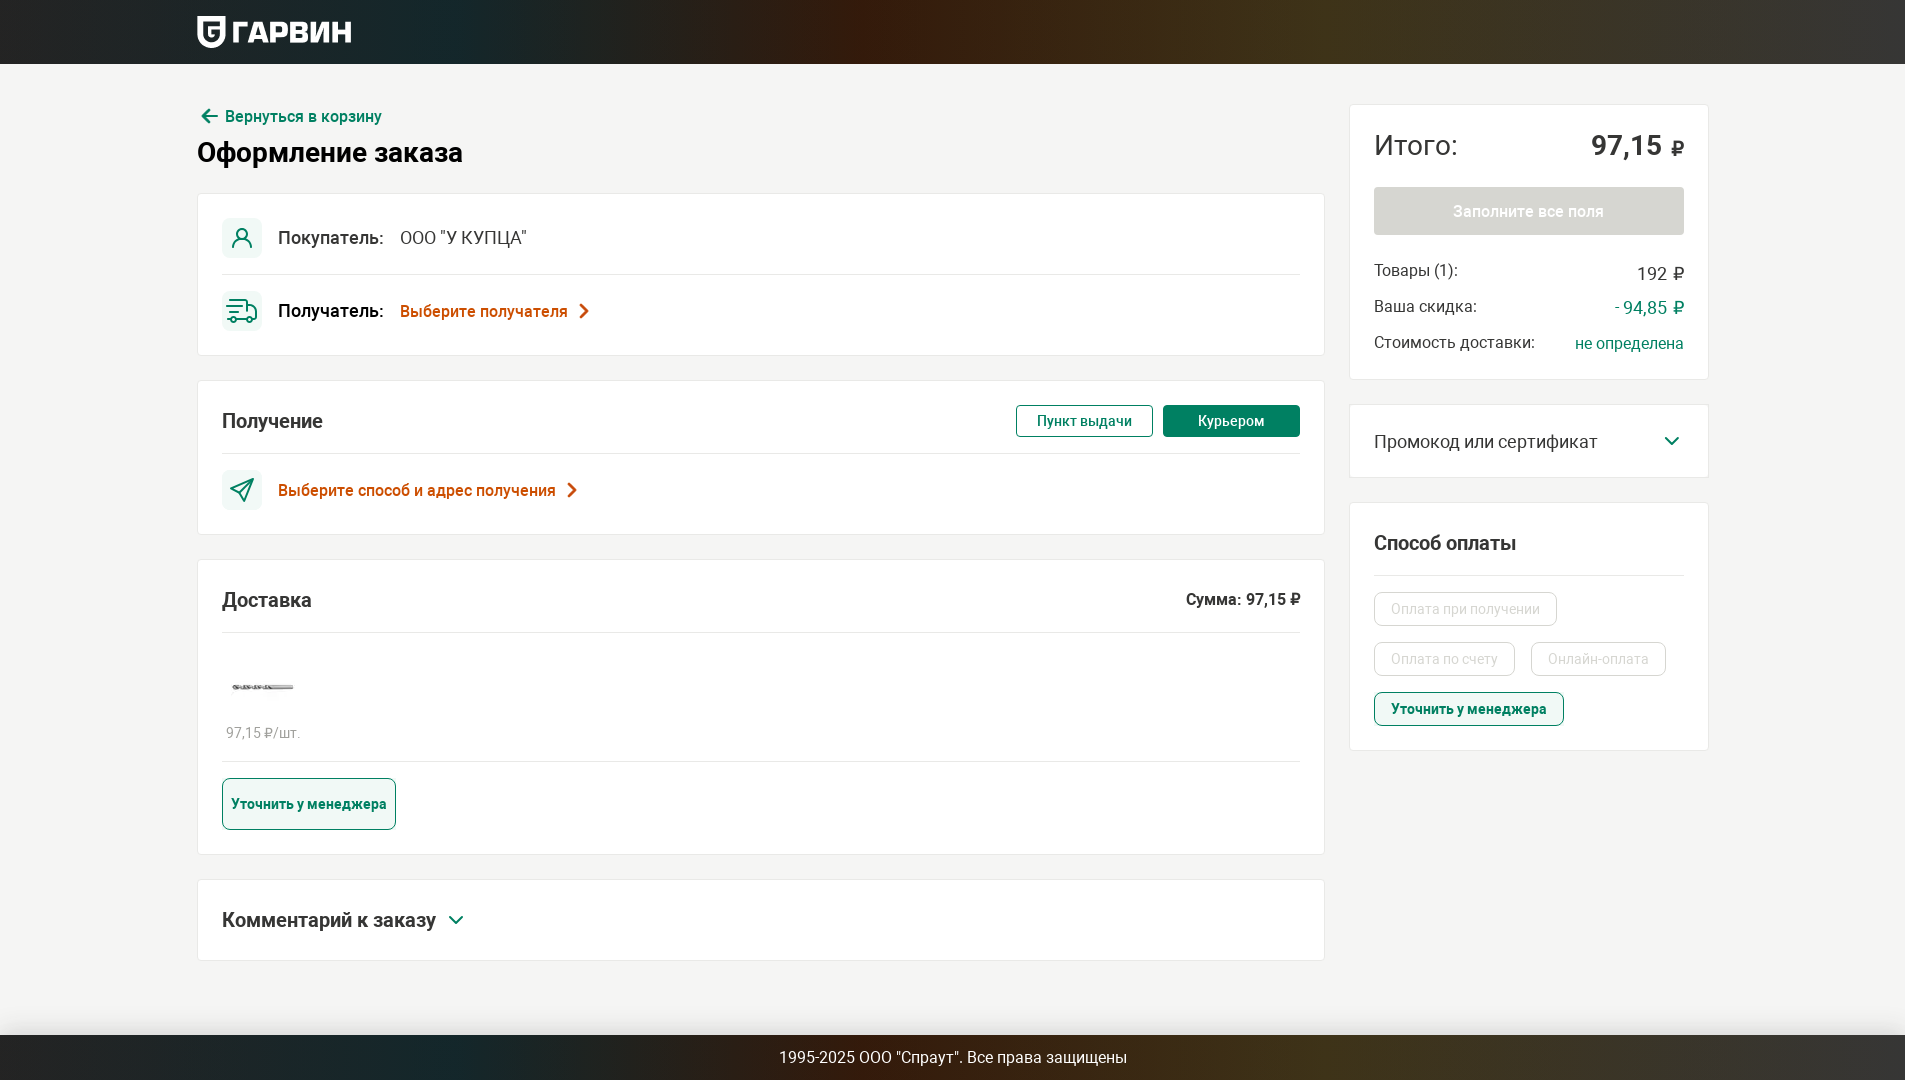 ГАРВИН
Вернуться в корзину
Оформление заказа
Покупатель: ООО "У КУПЦА"
Получатель: Выберите получателя
Получение
Пункт выдачи
Курьером
Выберите способ и адрес получения
Доставка
Сумма: 97,15 ₽
97,15 ₽/шт.
Уточнить у менеджера
Комментарий к заказу
Итого: 97,15 ₽
Заполните все поля
Товары (1): 192 ₽
Ваша скидка: - 94,85 ₽
Стоимость доставки: не определена
Промокод или сертификат
Способ оплаты
Оплата при получении
Оплата по счету
Онлайн-оплата
Уточнить у менеджера
1995-2025 ООО "Спраут". Все права защищены